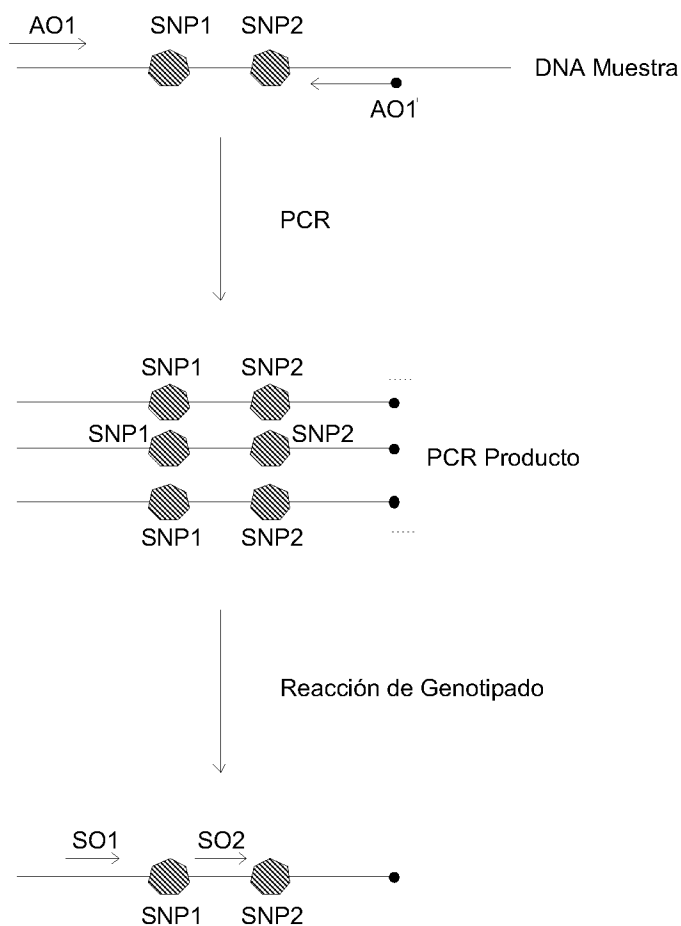 AO1 SNP1 SNP2
DNA Muestra
AO1'
PCR
SNP1 SNP2
SNP1 SNP2
PCR Producto
SNP1 SNP2
Reacción de Genotipado
SO1 SO2
SNP1 SNP2